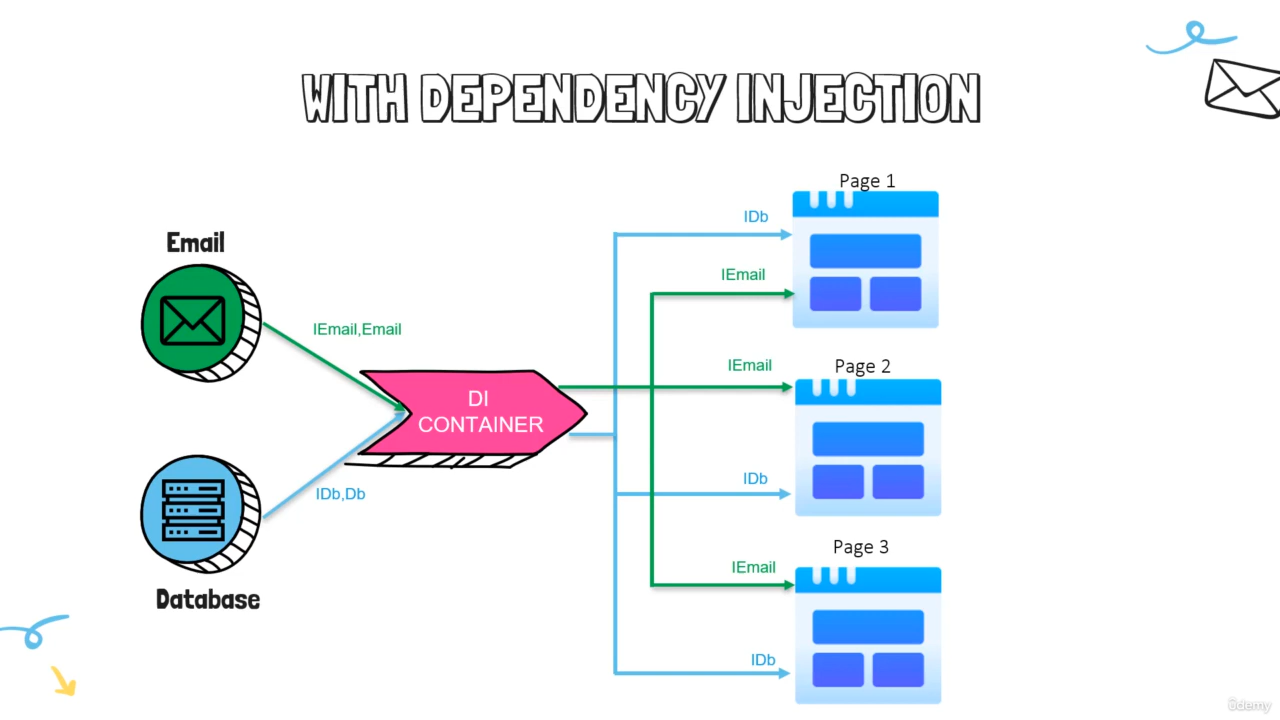 WITH DEPENDENCY INJECTION
Page 1
IDb
Email
IEmail
IEmail,Email
Page 2
IEmail
DI
CONTAINER
IDb
IDb,Db
Page 3
IEmail
Database
IDb
ûdemy